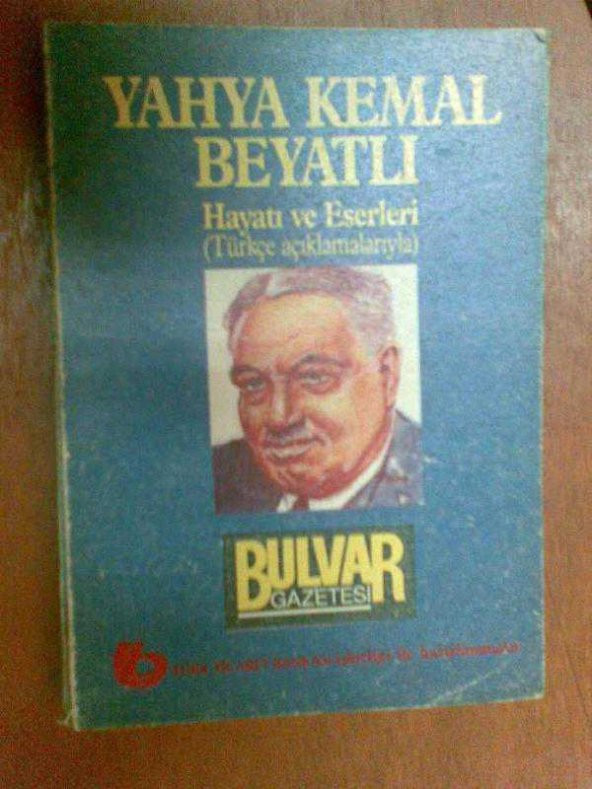 YAHYA KEMAL
BEYATLI
Hayatı ve Eserleri
(Türkçe açıklamalarıyla)
BULVAR
GAZETESİ